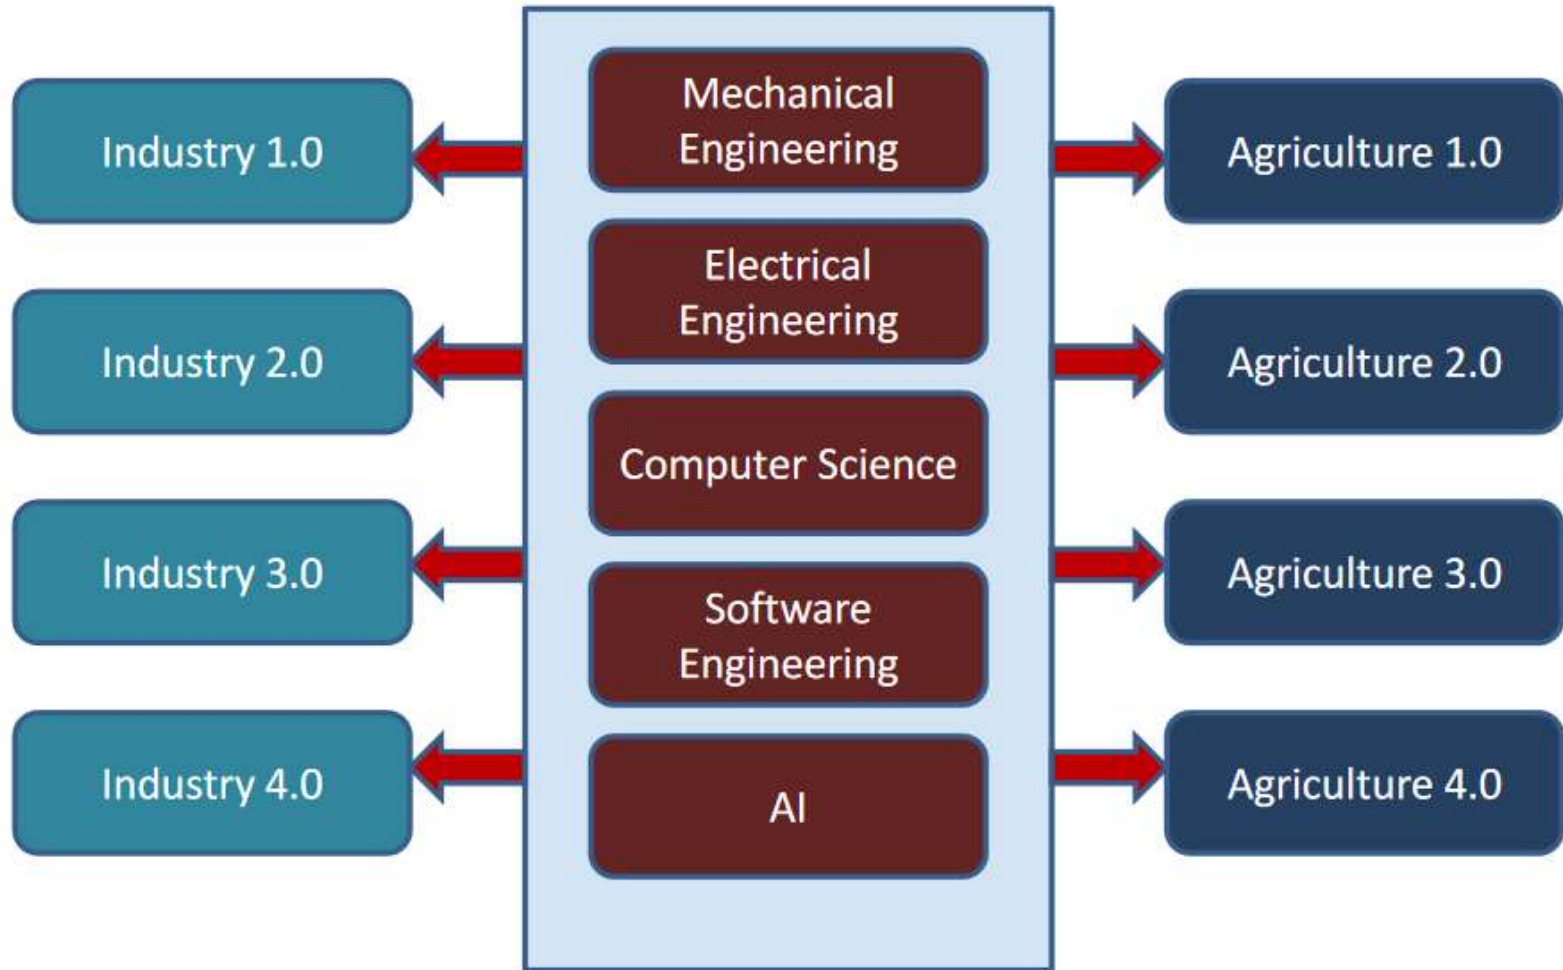 Industry 1.0
Industry 2.0
Industry 3.0
Industry 4.0
Mechanical
Engineering
Electrical
Engineering
Computer Science
Software
Engineering
AI
Agriculture 1.0
Agriculture 2.0
Agriculture 3.0
Agriculture 4.0